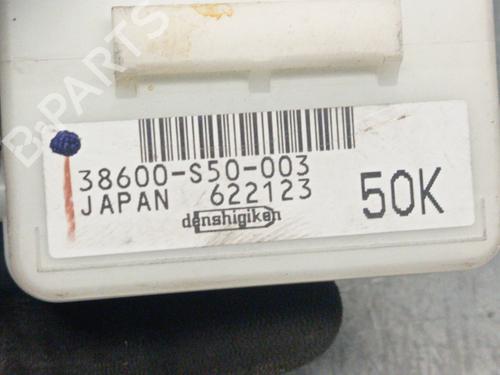 B-PARTS
38600-S50-003
JAPAN 622123
denshigiken
50K